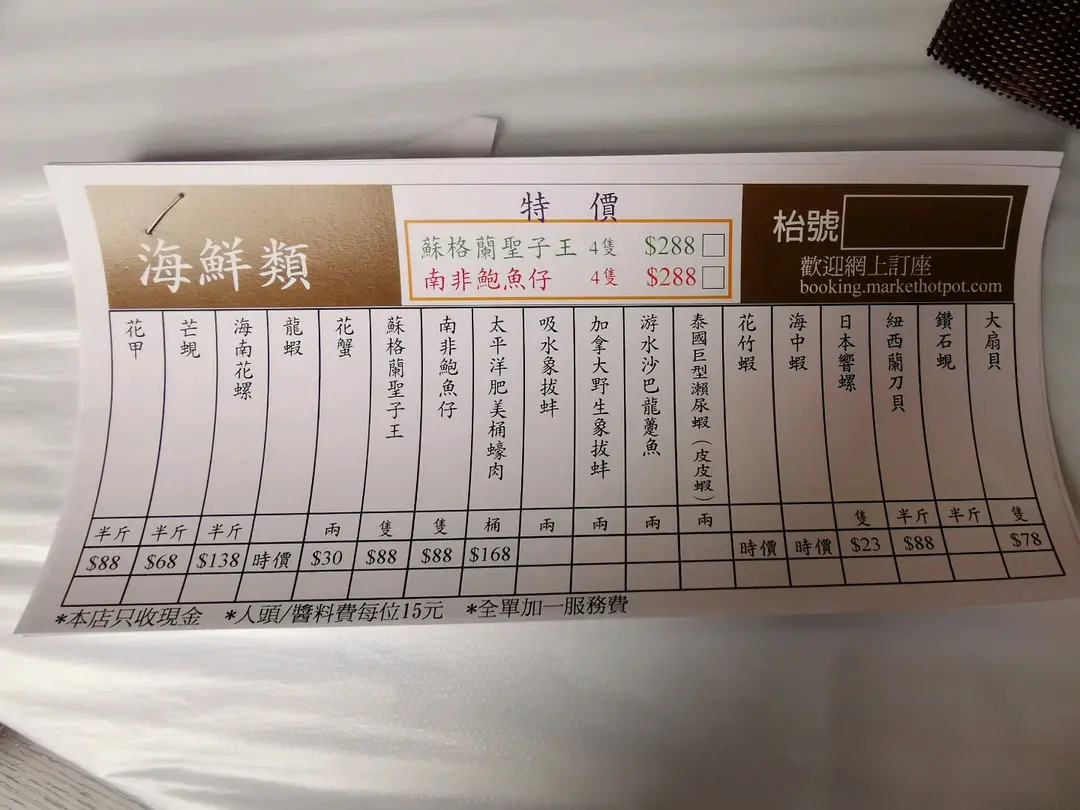 海鮮類
特價
蘇格蘭聖子王 4隻 $288
南非鮑魚仔 4隻 $288
枱號
歡迎網上訂座
booking.markethotpot.com
大扇貝 隻 $78
鑽石蜆 半斤
紐西蘭刀貝 半斤 $88
日本響螺 隻 $23
海中蝦 時價
花竹蝦 時價
泰國巨型瀨尿蝦(皮皮蝦) 兩
游水沙巴龍躉魚 兩
加拿大野生象拔蚌 兩
吸水象拔蚌 兩
太平洋肥美桶蠔肉 桶 $168
南非鮑魚仔 隻 $88
蘇格蘭聖子王 隻 $88
花蟹 兩 $30
龍蝦 時價
海南花螺 半斤 $138
芒蜆 半斤 $68
花甲 半斤 $88
*本店只收現金 *人頭/醬料費每位15元 *全單加一服務費